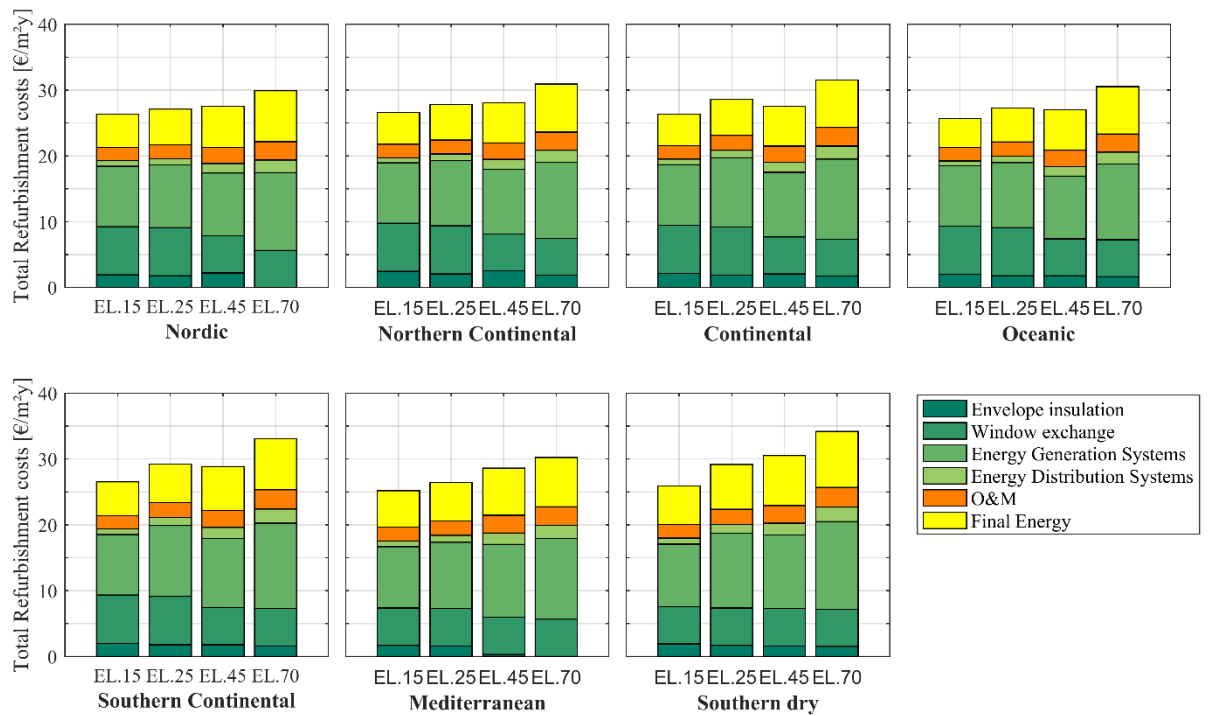 Total Refurbishment costs [€/m²y]
40
30
20
10
0
EL.15 EL.25 EL.45 EL.70
Nordic
EL.15 EL.25 EL.45 EL.70
Northern Continental
EL.15 EL.25 EL.45 EL.70
Continental
EL.15 EL.25 EL.45 EL.70
Oceanic
Total Refurbishment costs [€/m²y]
40
30
20
10
0
EL.15 EL.25 EL.45 EL.70
Southern Continental
EL.15 EL.25 EL.45 EL.70
Mediterranean
EL.15 EL.25 EL.45 EL.70
Southern dry
Envelope insulation
Window exchange
Energy Generation Systems
Energy Distribution Systems
O&M
Final Energy